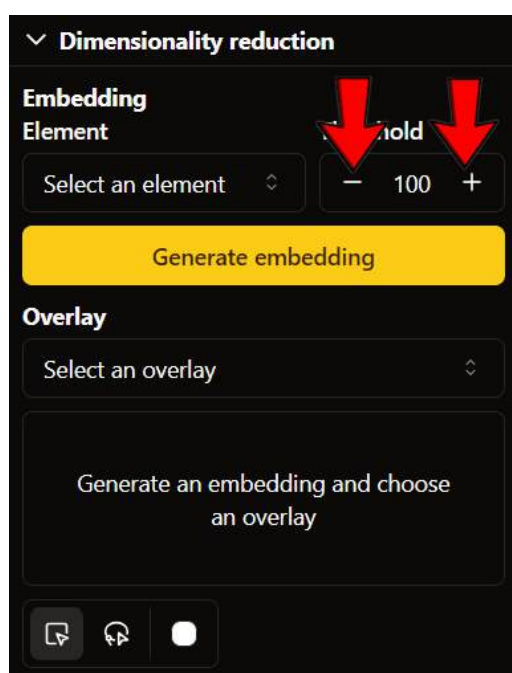 Dimensionality reduction
Embedding
Element
Select an element
− 100 +
Generate embedding
Overlay
Select an overlay
Generate an embedding and choose
an overlay